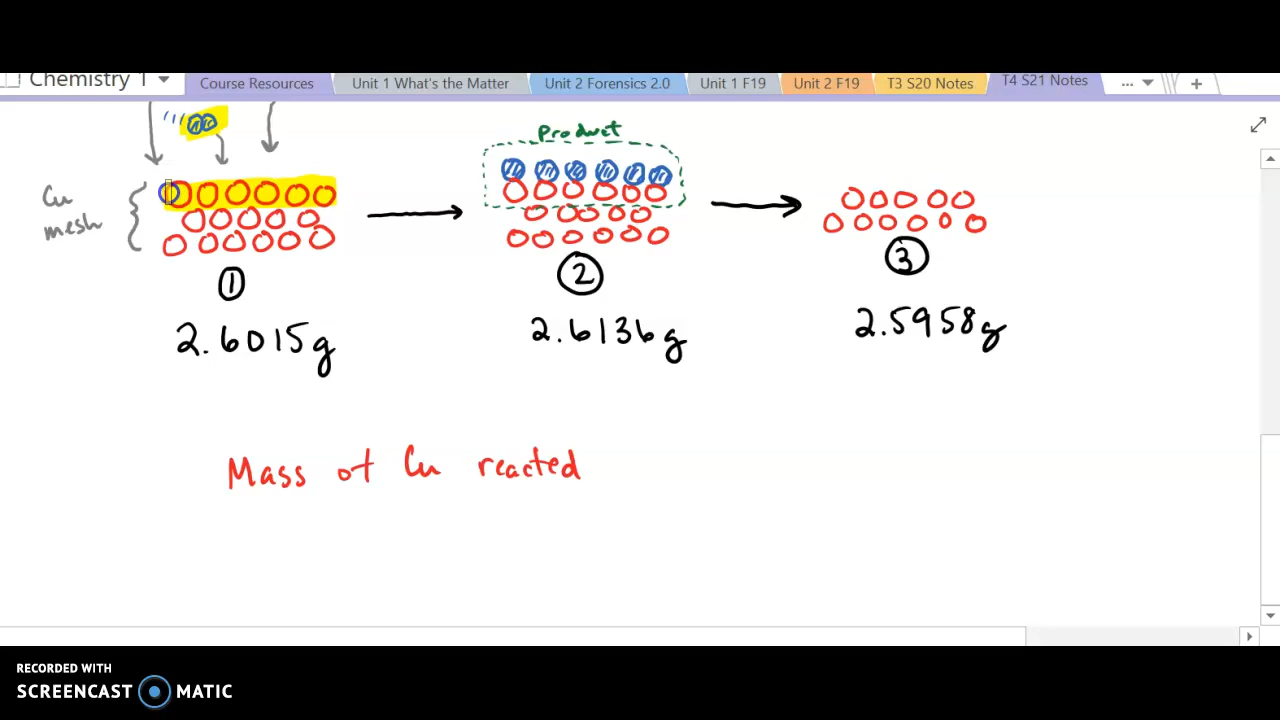 Chemistry 1
Course Resources
Unit 1 What's the Matter
Unit 2 Forensics 2.0
Unit 1 F19
Unit 2 F19
T3 S20 Notes
T4 S21 Notes
...
+
Product
Cu
mesh
1
2
3
2.6015g
2.6136g
2.5958g
Mass of Cu reacted
RECORDED WITH
SCREENCAST MATIC